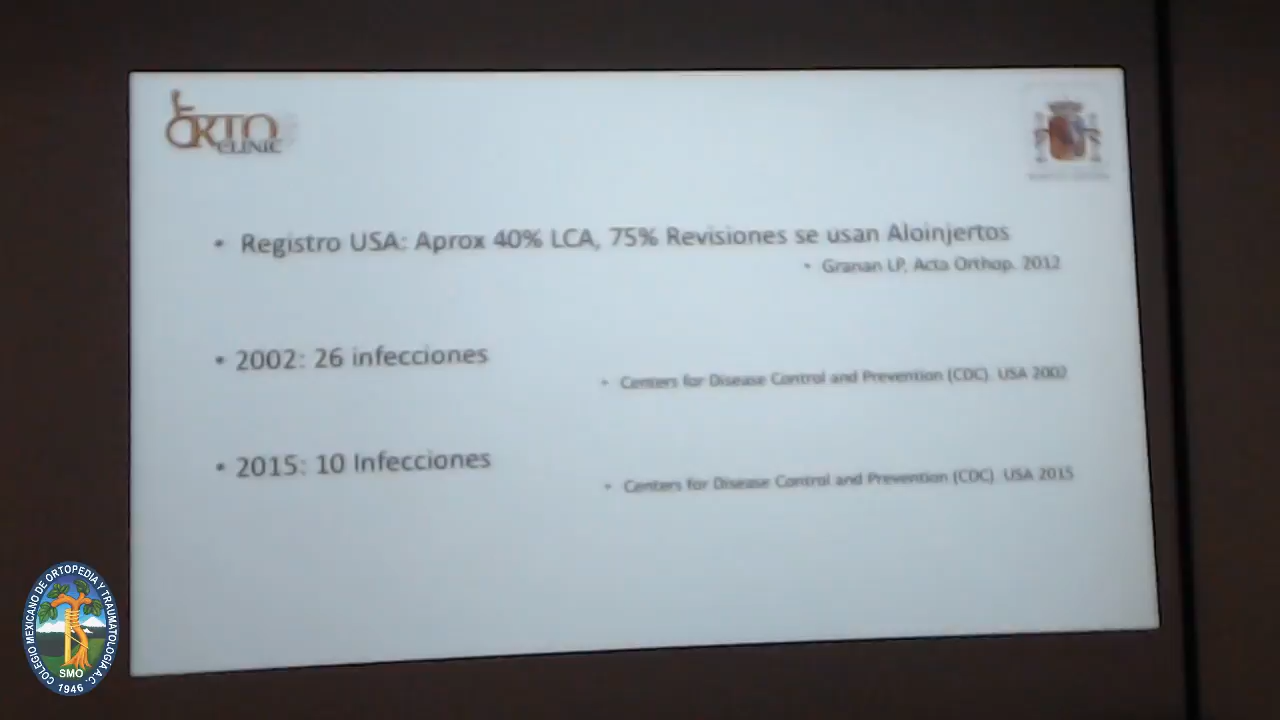 ORTO
CLINIC
• Registro USA: Aprox 40% LCA, 75% Revisiones se usan Aloinjertos
• Granan LP, Acta Orthop. 2012
• 2002: 26 infecciones
• Centers for Disease Control and Prevention (CDC) USA 2002
• 2015: 10 Infecciones
• Centers for Disease Control and Prevention (CDC) USA 2015
COLEGIO MEXICANO DE ORTOPEDIA Y TRAUMATOLOGIA A.C.
SMO
1946